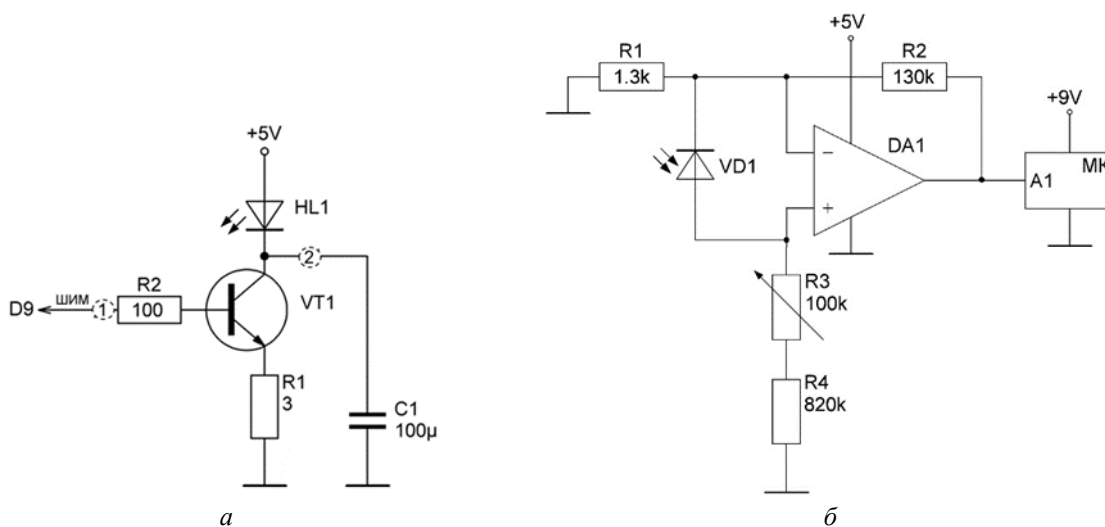 +5V
HL1
2
D9
ШИМ
1
R2
100
VT1
R1
3
C1
100µ
а
+5V
R1
1.3k
R2
130k
+9V
DA1
VD1
−
+
A1
МК
R3
100k
R4
820k
б